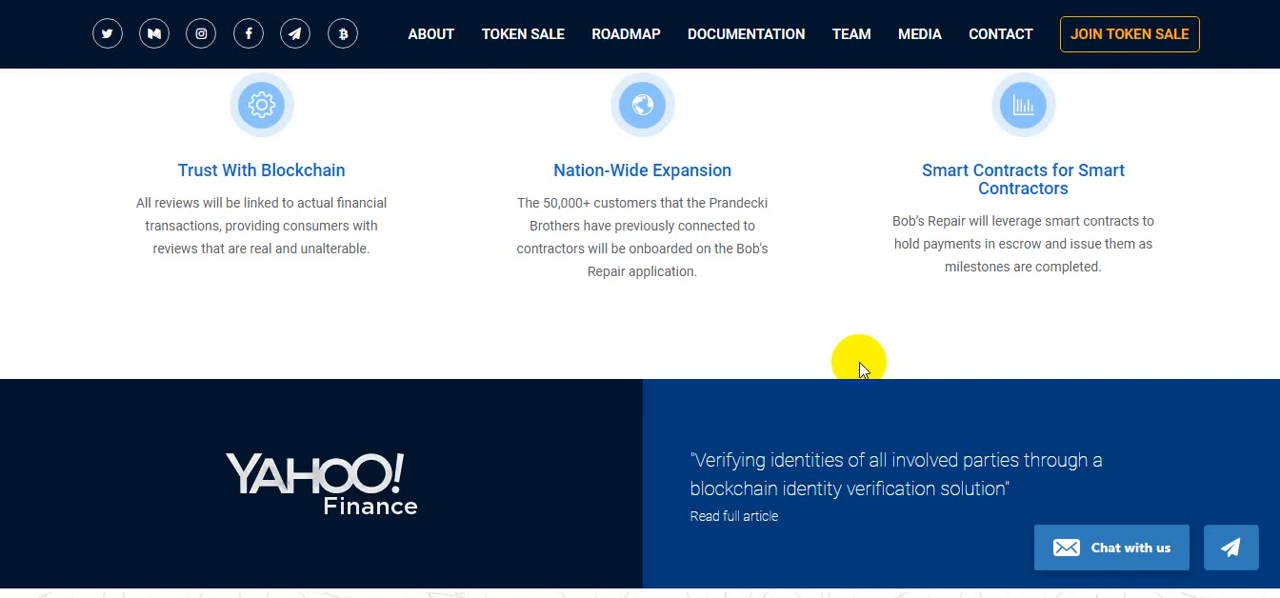 ABOUT TOKEN SALE ROADMAP DOCUMENTATION TEAM MEDIA CONTACT JOIN TOKEN SALE
Trust With Blockchain
All reviews will be linked to actual financial
transactions, providing consumers with
reviews that are real and unalterable.
Nation-Wide Expansion
The 50,000+ customers that the Prandecki
Brothers have previously connected to
contractors will be onboarded on the Bob's
Repair application.
Smart Contracts for Smart
Contractors
Bob's Repair will leverage smart contracts to
hold payments in escrow and issue them as
milestones are completed.
YAHOO!
Finance
"Verifying identities of all involved parties through a
blockchain identity verification solution"
Read full article
Chat with us